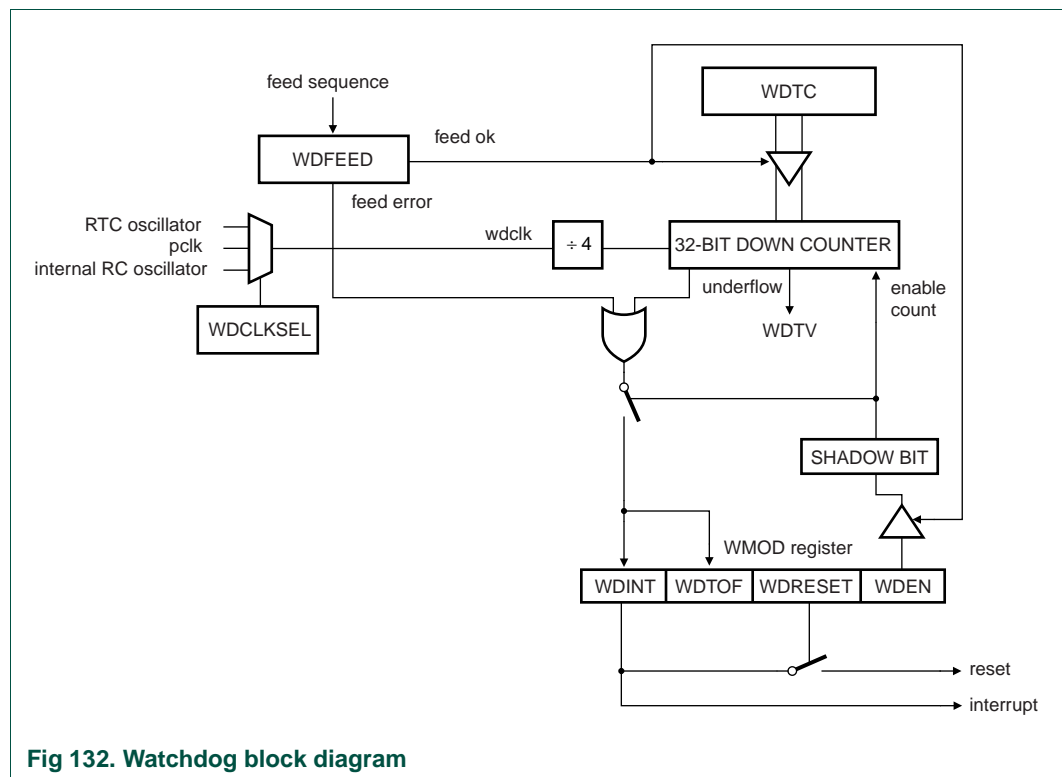 feed sequence
WDTC
feed ok
WDFEED
feed error
RTC oscillator
pclk
internal RC oscillator
wdclk
÷ 4
32-BIT DOWN COUNTER
underflow
enable
count
WDTV
WDCLKSEL
SHADOW BIT
WMOD register
WDINT
WDTOF
WDRESET
WDEN
reset
interrupt
Fig 132. Watchdog block diagram